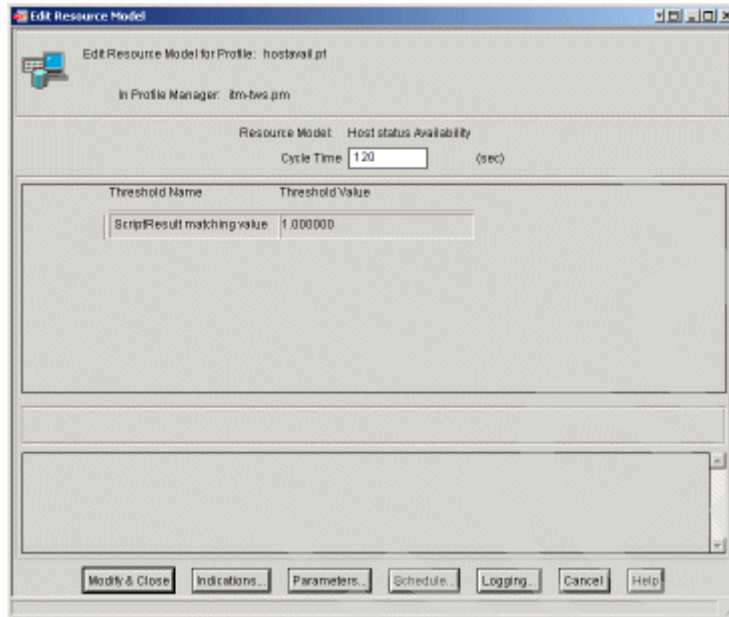 Edit Resource Model
Edit Resource Model for Profile: hostavail.pf
In Profile Manager: itm-tws.pm
Resource Model: Host status Availability
Cycle Time 120 (sec)
Threshold Name Threshold Value
ScriptResult matching value 1.000000
Modify & Close Indications... Parameters... Schedule... Logging... Cancel Help